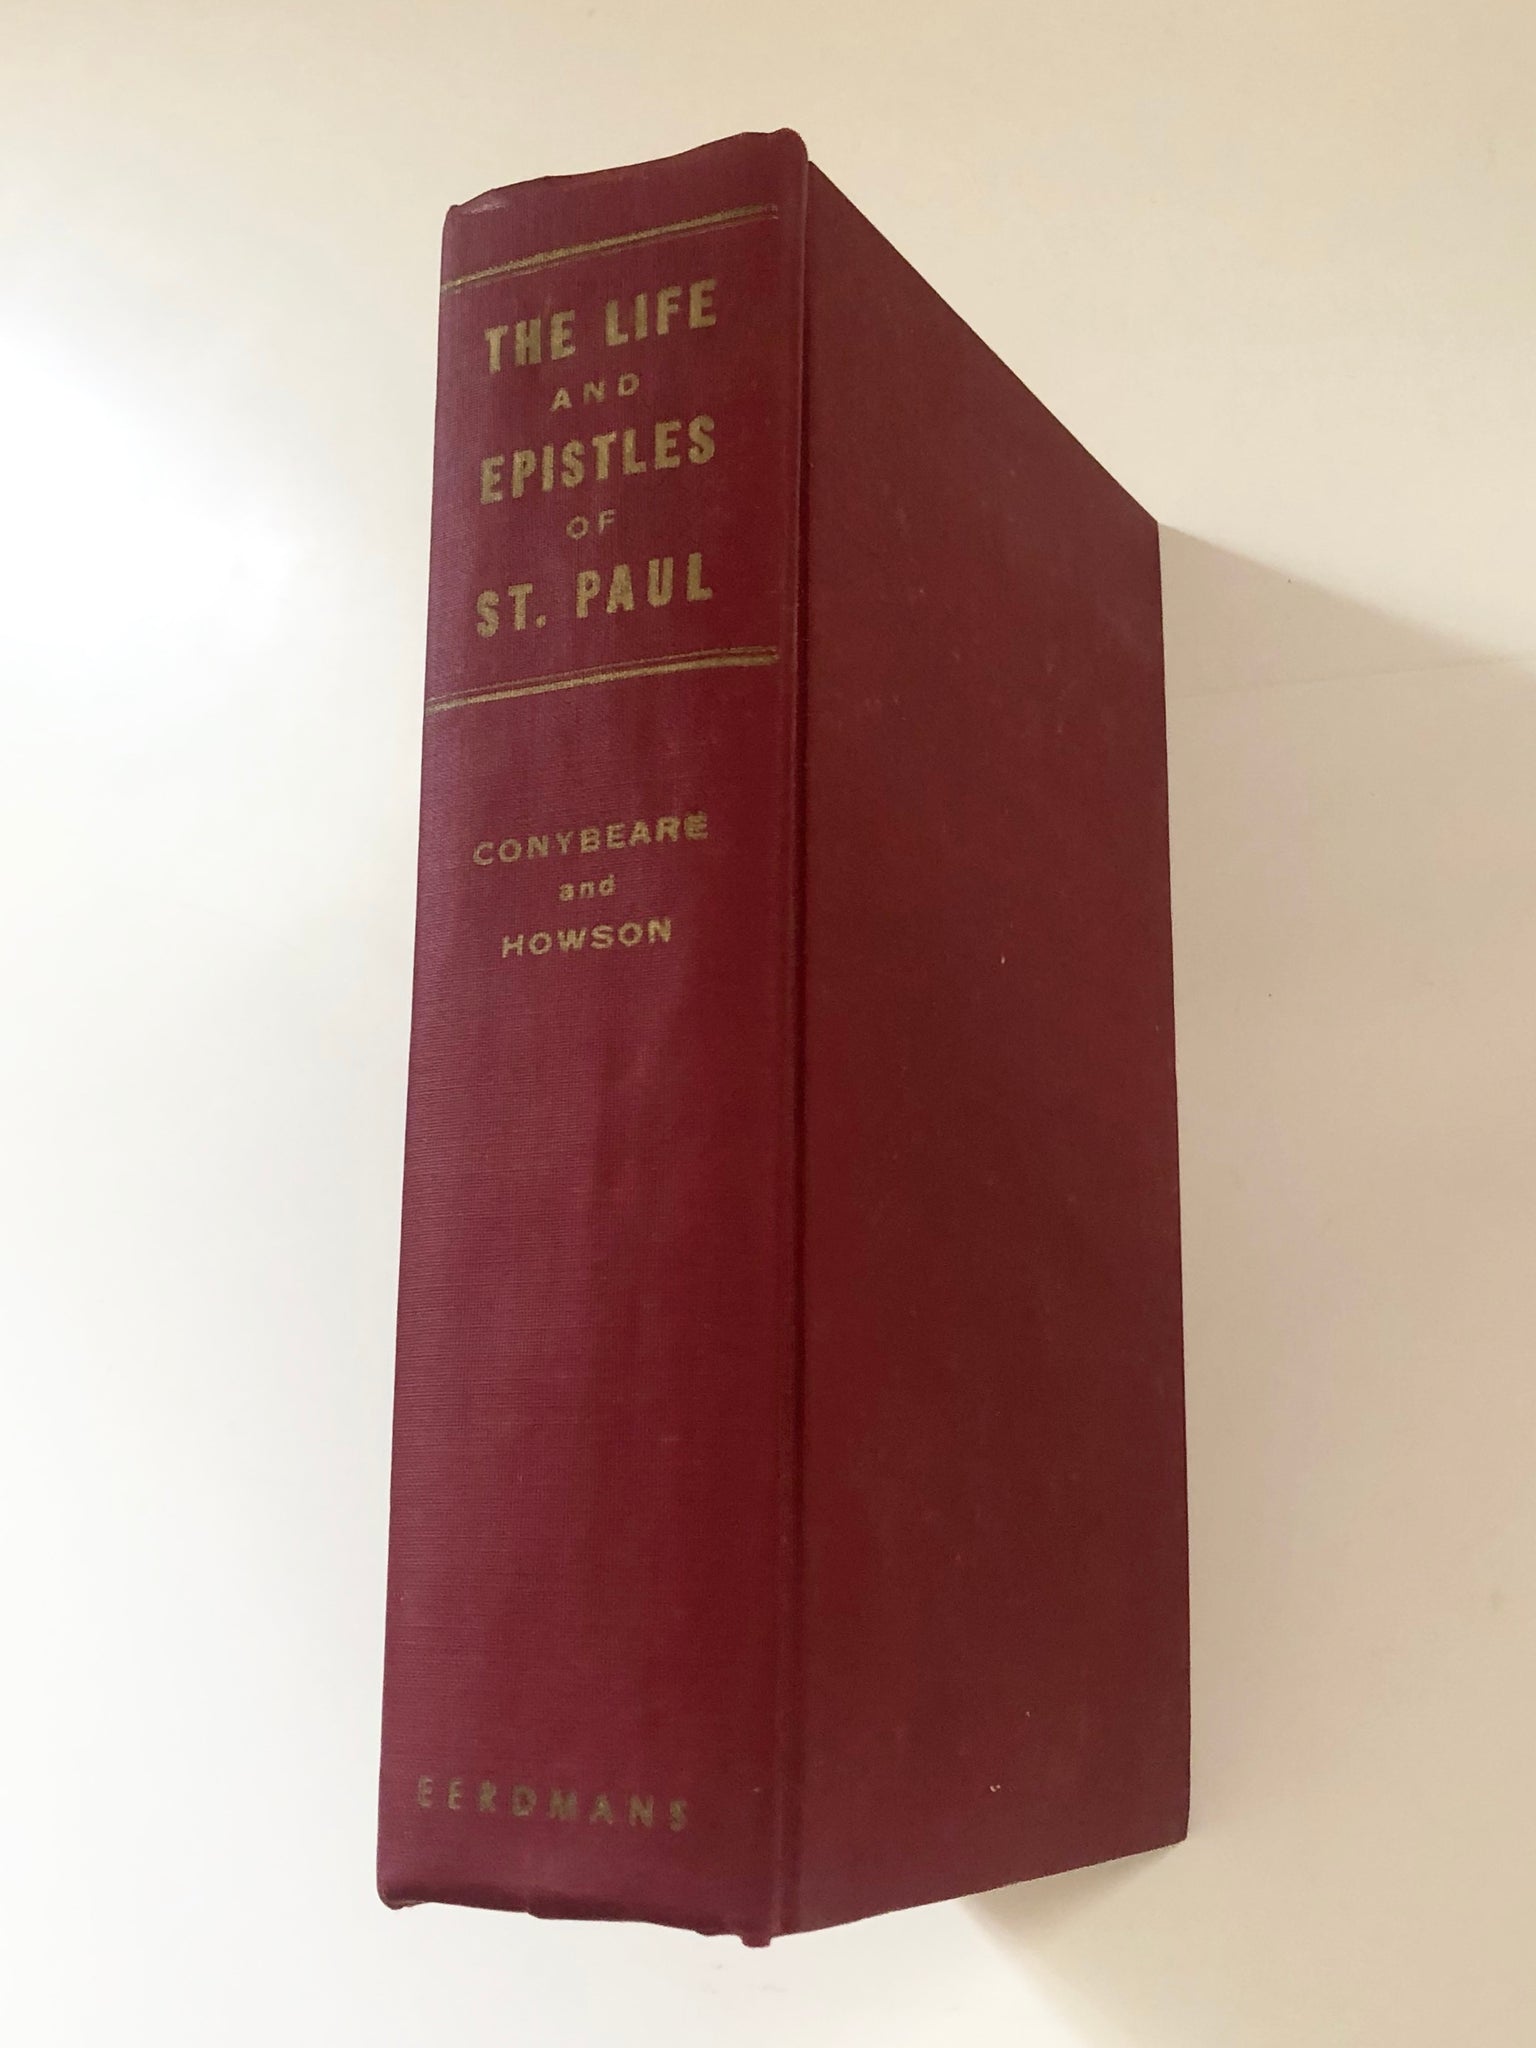 THE LIFE
AND
EPISTLES
OF
ST. PAUL
CONYBEARE
and
HOWSON
EERDMANS